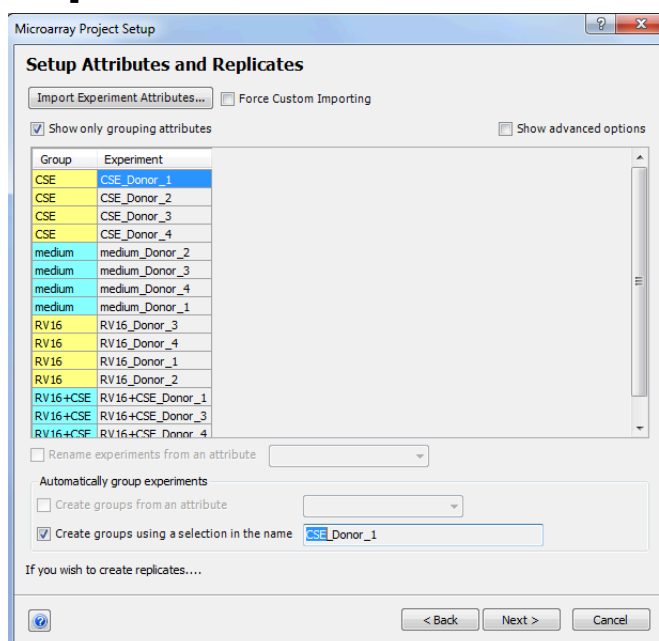 Microarray Project Setup
Setup Attributes and Replicates
Import Experiment Attributes... Force Custom Importing
Show only grouping attributes Show advanced options
Group Experiment
CSE CSE_Donor_1
CSE CSE_Donor_2
CSE CSE_Donor_3
CSE CSE_Donor_4
medium medium_Donor_2
medium medium_Donor_3
medium medium_Donor_4
medium medium_Donor_1
RV16 RV16_Donor_3
RV16 RV16_Donor_4
RV16 RV16_Donor_1
RV16 RV16_Donor_2
RV16+CSE RV16+CSE_Donor_1
RV16+CSE RV16+CSE_Donor_3
RV16+CSE RV16+CSE_Donor_4
Rename experiments from an attribute
Automatically group experiments
Create groups from an attribute
Create groups using a selection in the name CSE_Donor_1
If you wish to create replicates....
< Back Next > Cancel